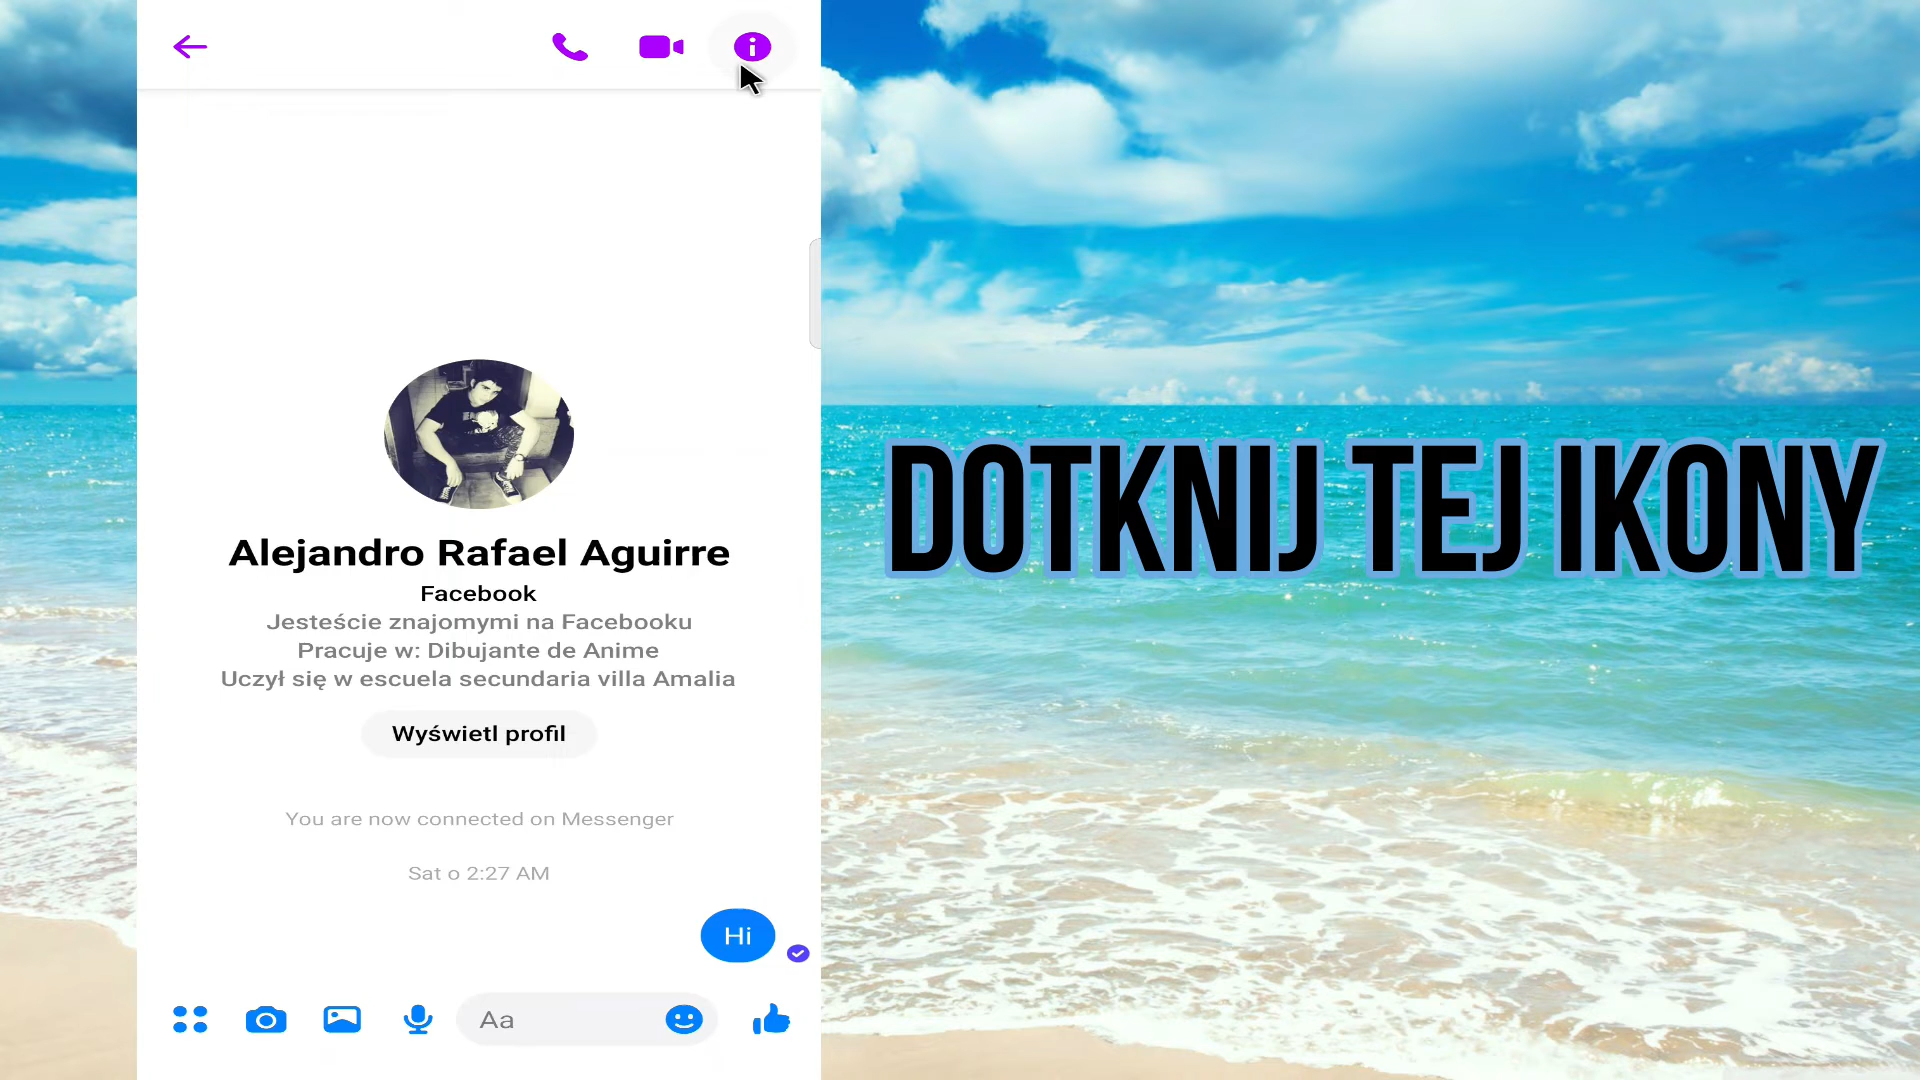 Alejandro Rafael Aguirre
Facebook
Jesteście znajomymi na Facebooku
Pracuje w: Dibujante de Anime
Uczył się w escuela secundaria villa Amalia
Wyświetl profil
You are now connected on Messenger
Sat o 2:27 AM
Hi
Aa
DOTKNIJ TEJ IKONY